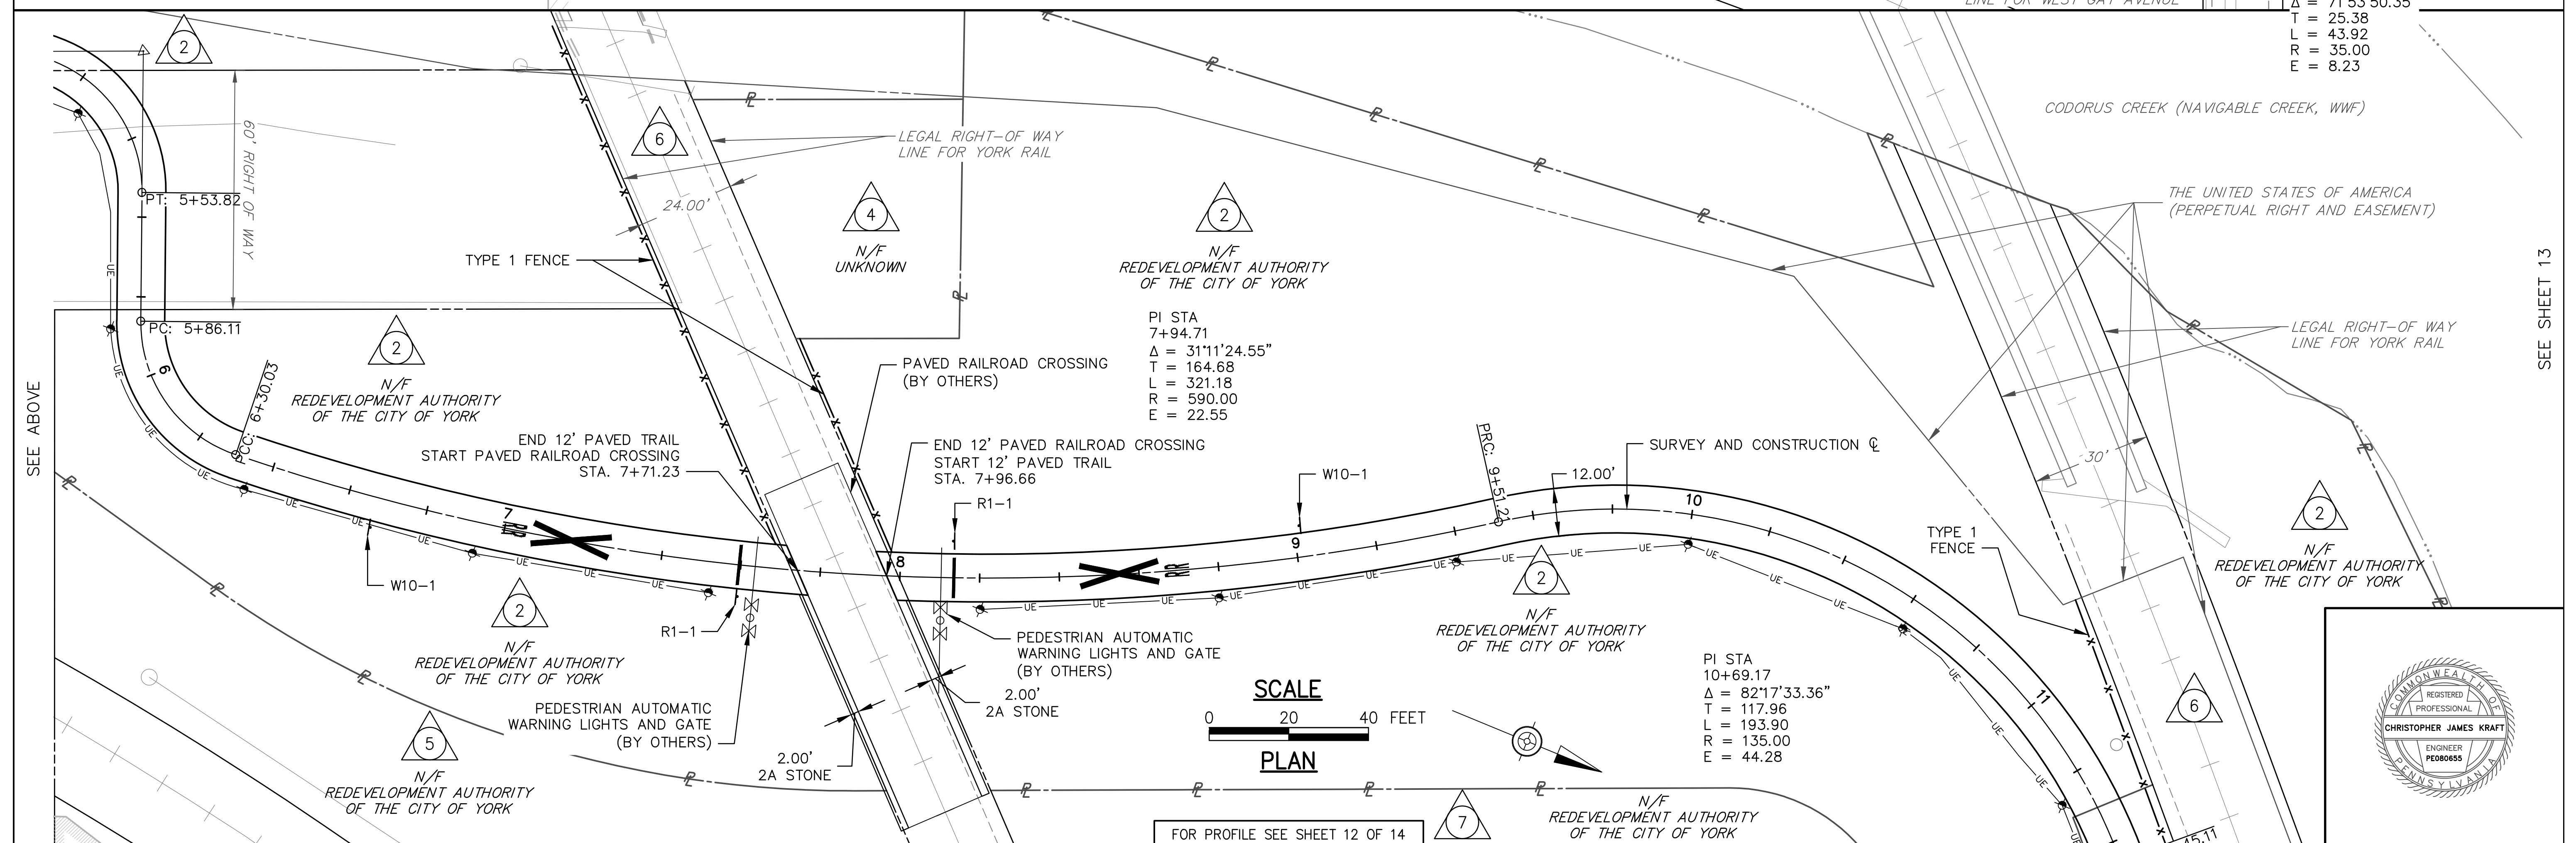 LINE FOR WEST GAY AVENUE
Δ = 71°53'50.35"
T = 25.38
L = 43.92
R = 35.00
E = 8.23
2
60' RIGHT OF WAY
PT: 5+53.82
PC: 5+86.11
6
LEGAL RIGHT-OF WAY
LINE FOR YORK RAIL
24.00'
4
N/F
UNKNOWN
2
N/F
REDEVELOPMENT AUTHORITY
OF THE CITY OF YORK
TYPE 1 FENCE
CODORUS CREEK (NAVIGABLE CREEK, WWF)
THE UNITED STATES OF AMERICA
(PERPETUAL RIGHT AND EASEMENT)
LEGAL RIGHT-OF WAY
LINE FOR YORK RAIL
SEE SHEET 13
SEE ABOVE
6
PCC: 6+30.03
2
N/F
REDEVELOPMENT AUTHORITY
OF THE CITY OF YORK
PI STA
7+94.71
Δ = 31°11'24.55"
T = 164.68
L = 321.18
R = 590.00
E = 22.55
PAVED RAILROAD CROSSING
(BY OTHERS)
END 12' PAVED TRAIL
START PAVED RAILROAD CROSSING
STA. 7+71.23
END 12' PAVED RAILROAD CROSSING
START 12' PAVED TRAIL
STA. 7+96.66
R1-1
W10-1
PRC: 9+51.21
12.00'
SURVEY AND CONSTRUCTION ℄
30'
7
RR
8
RR
9
10
11
TYPE 1
FENCE
2
N/F
REDEVELOPMENT AUTHORITY
OF THE CITY OF YORK
W10-1
2
N/F
REDEVELOPMENT AUTHORITY
OF THE CITY OF YORK
R1-1
PEDESTRIAN AUTOMATIC
WARNING LIGHTS AND GATE
(BY OTHERS)
PEDESTRIAN AUTOMATIC
WARNING LIGHTS AND GATE
(BY OTHERS)
2.00'
2A STONE
2.00'
2A STONE
2
N/F
REDEVELOPMENT AUTHORITY
OF THE CITY OF YORK
5
N/F
REDEVELOPMENT AUTHORITY
OF THE CITY OF YORK
SCALE
0 20 40 FEET
PLAN
PI STA
10+69.17
Δ = 82°17'33.36"
T = 117.96
L = 193.90
R = 135.00
E = 44.28
6
7
N/F
REDEVELOPMENT AUTHORITY
OF THE CITY OF YORK
FOR PROFILE SEE SHEET 12 OF 14
45.11
COMMONWEALTH OF
REGISTERED
PROFESSIONAL
CHRISTOPHER JAMES KRAFT
ENGINEER
PE080655
PENNSYLVANIA